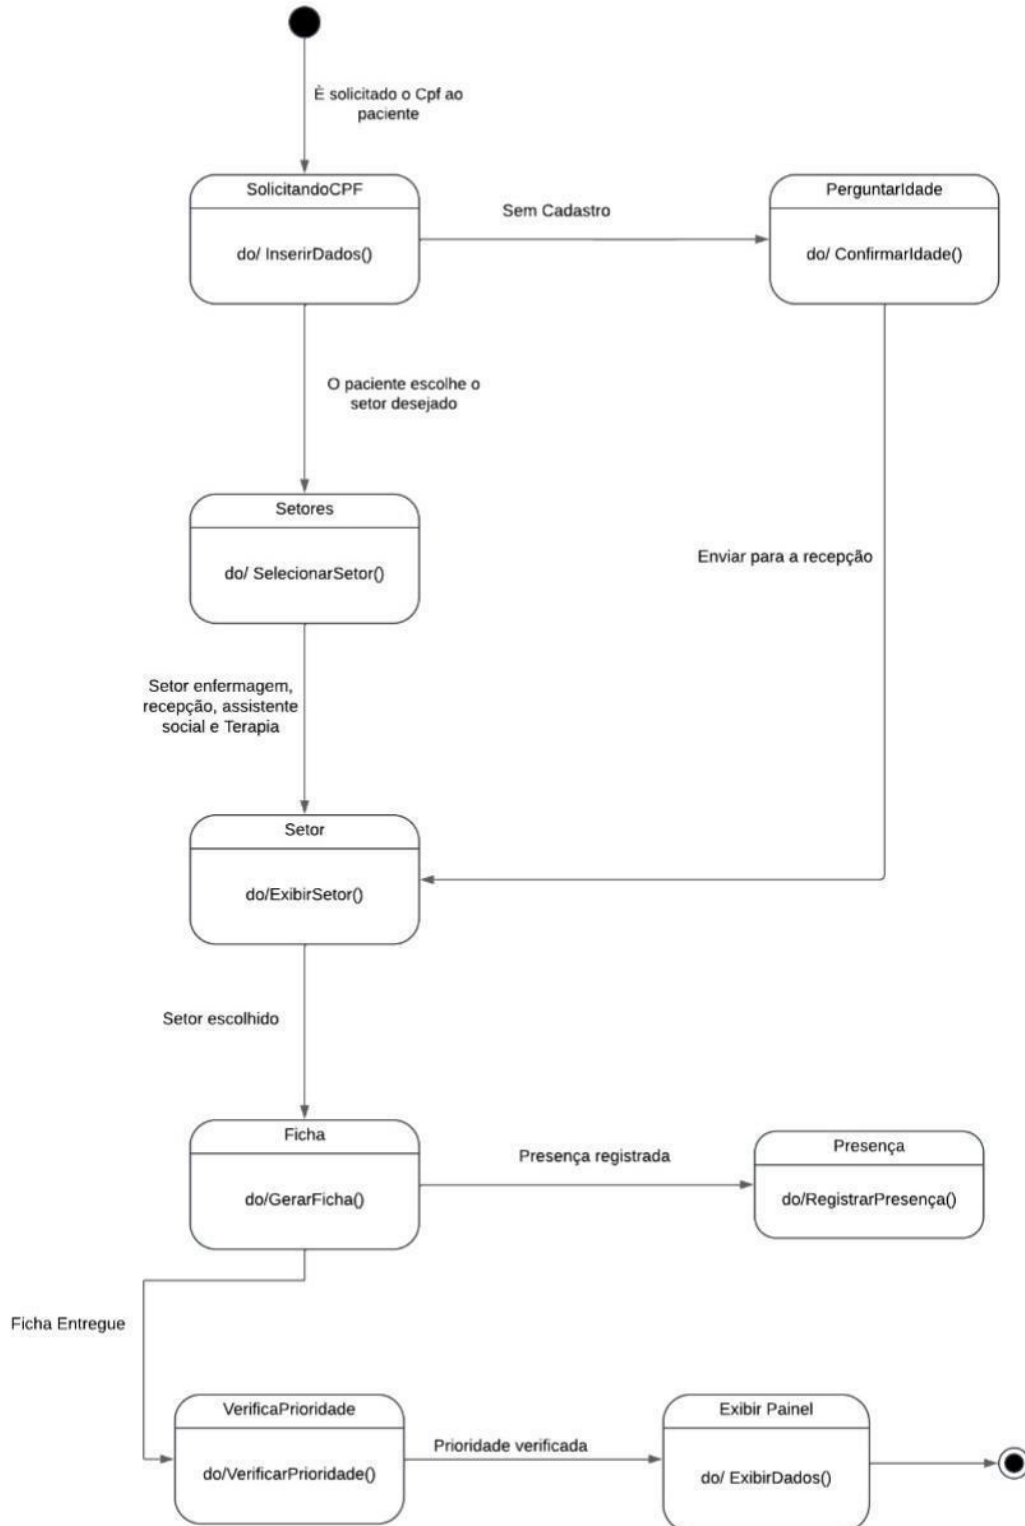 È solicitado o Cpf ao
paciente
SolicitandoCPF
do/ InserirDados()
Sem Cadastro
PerguntarIdade
do/ ConfirmarIdade()
O paciente escolhe o
setor desejado
Setores
do/ SelecionarSetor()
Enviar para a recepção
Setor enfermagem,
recepção, assistente
social e Terapia
Setor
do/ExibirSetor()
Setor escolhido
Ficha
do/GerarFicha()
Presença registrada
Presença
do/RegistrarPresença()
Ficha Entregue
VerificaPrioridade
do/VerificarPrioridade()
Prioridade verificada
Exibir Painel
do/ ExibirDados()